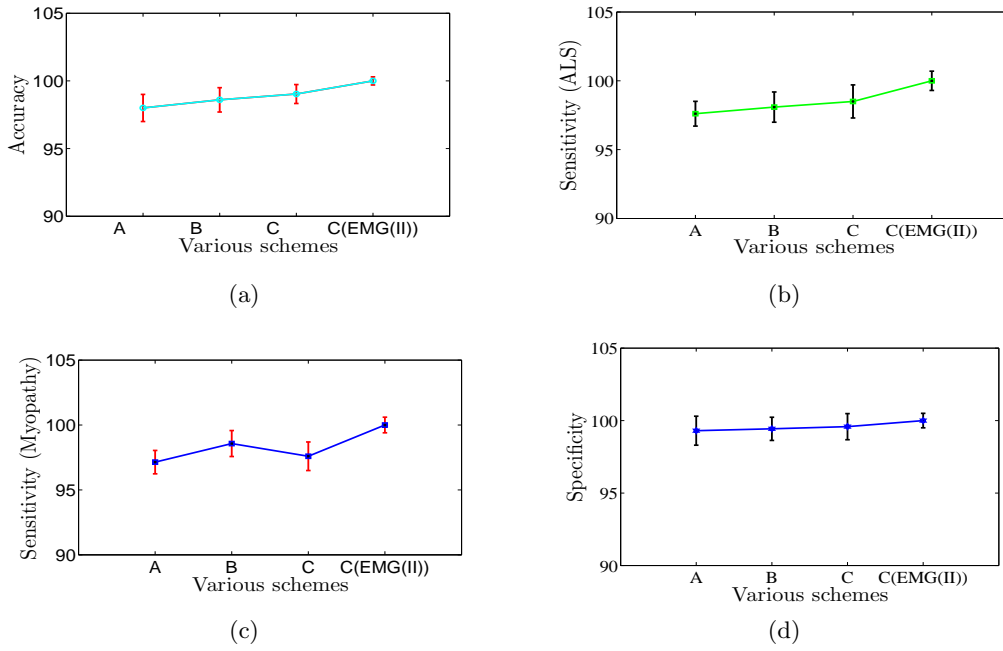 105
100
95
90
Accuracy
A B C C(EMG(II))
Various schemes
(a)
105
100
95
90
Sensitivity (ALS)
A B C C(EMG(II))
Various schemes
(b)
105
100
95
90
Sensitivity (Myopathy)
A B C C(EMG(II))
Various schemes
(c)
105
100
95
90
Specificity
A B C C(EMG(II))
Various schemes
(d)